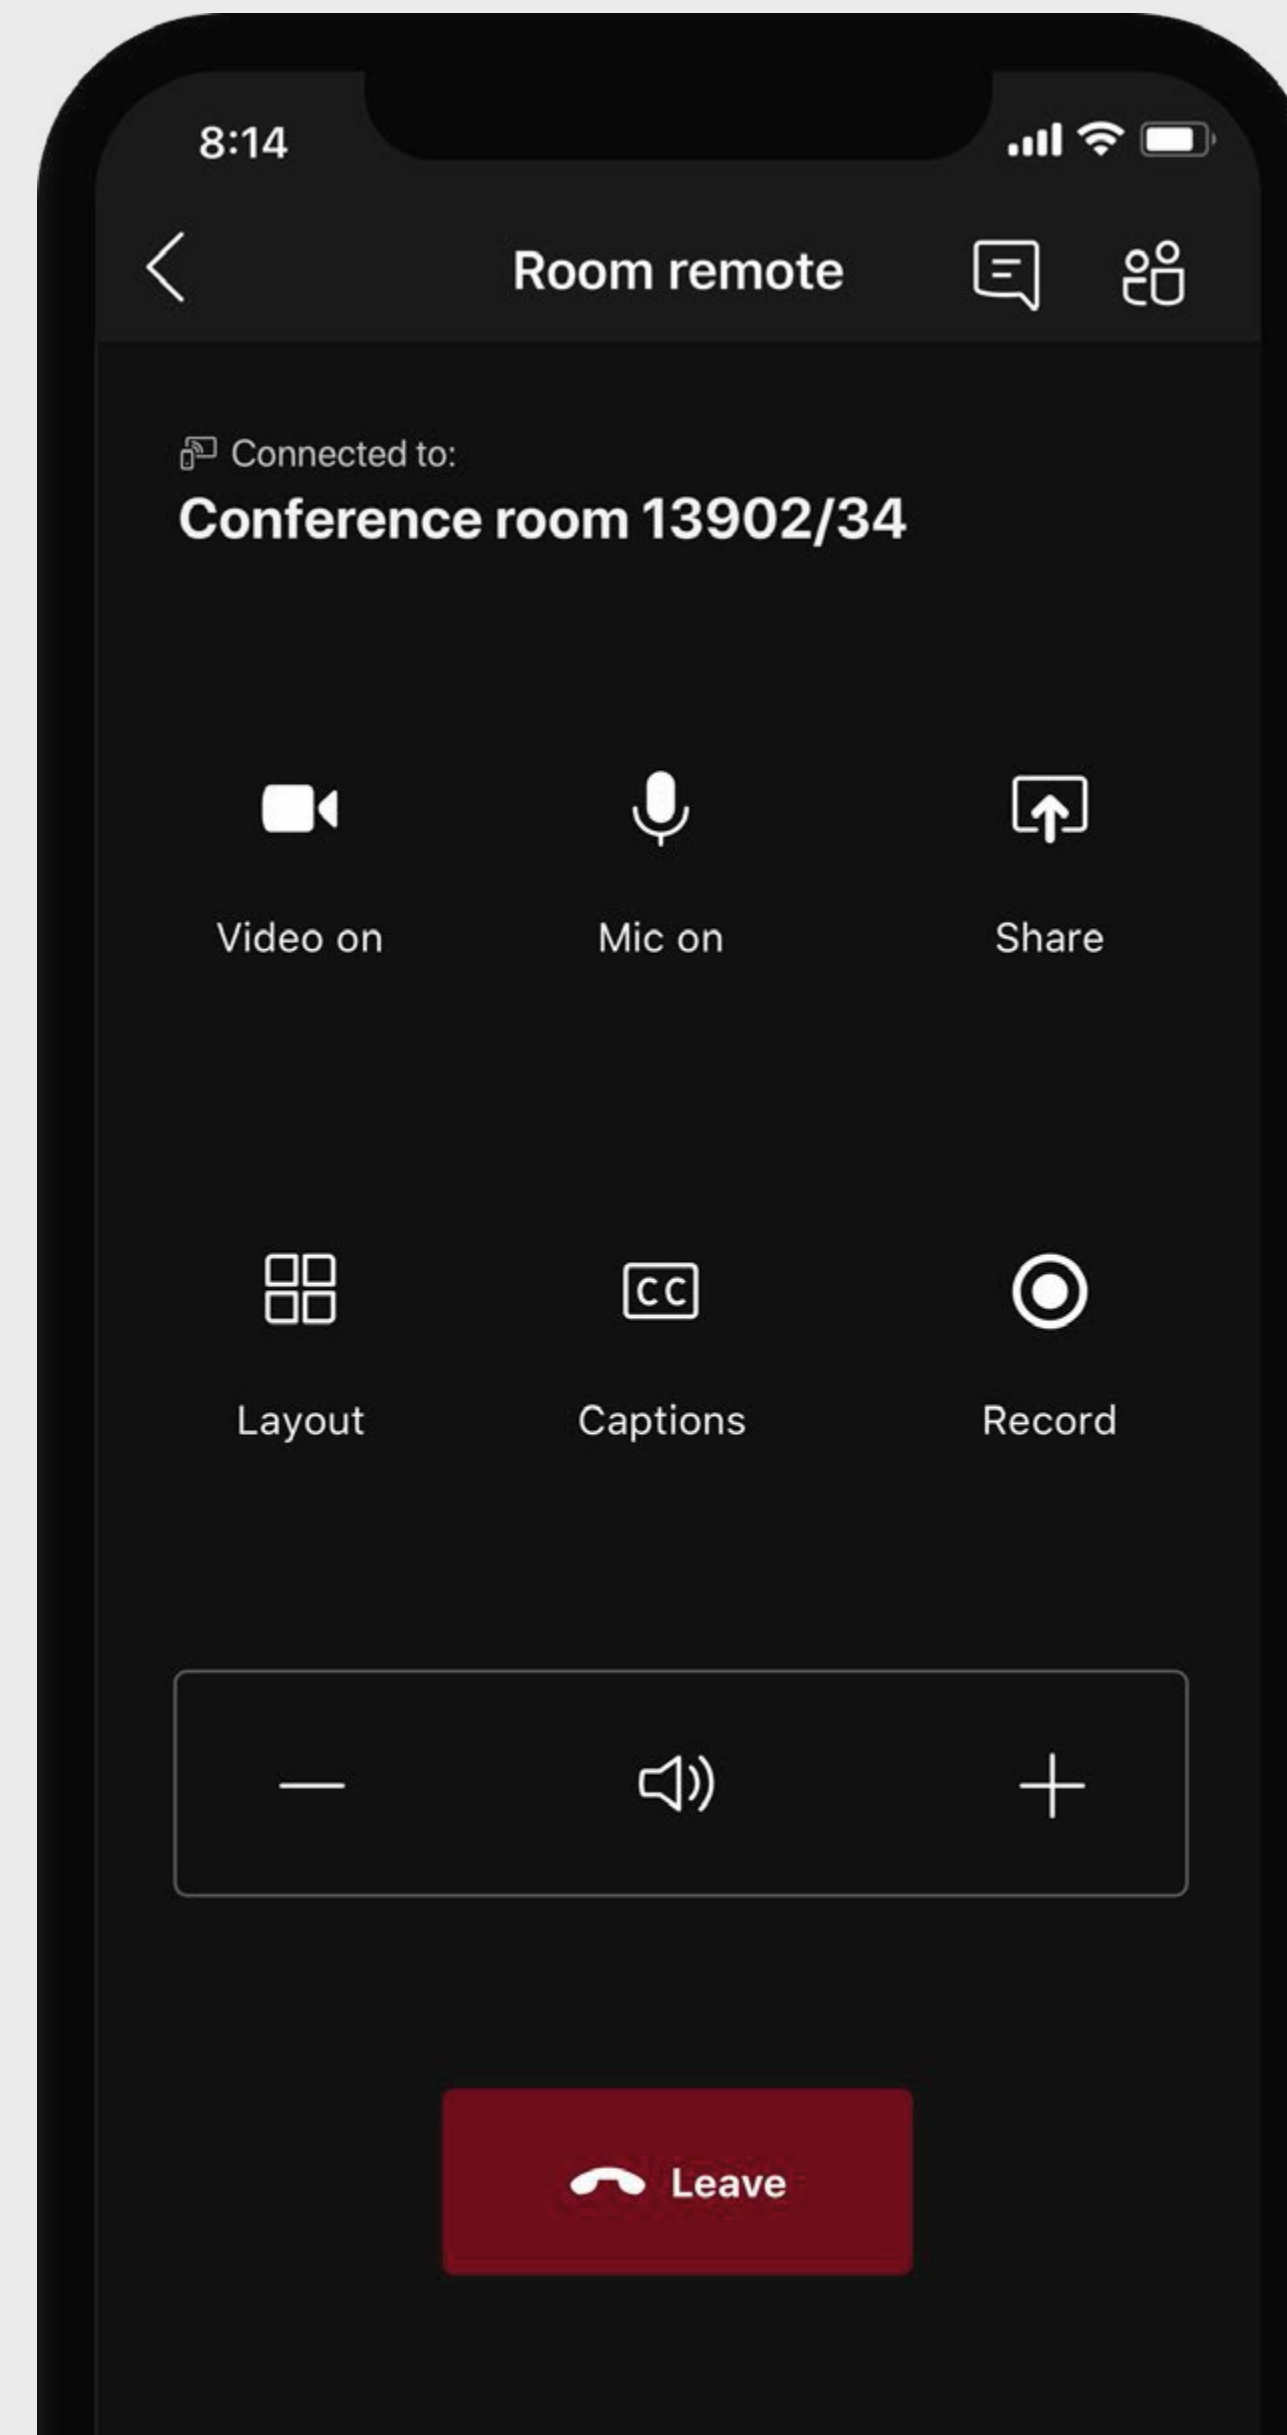 8:14
Room remote
Connected to:
Conference room 13902/34
Video on
Mic on
Share
Layout
CC
Captions
Record
Leave